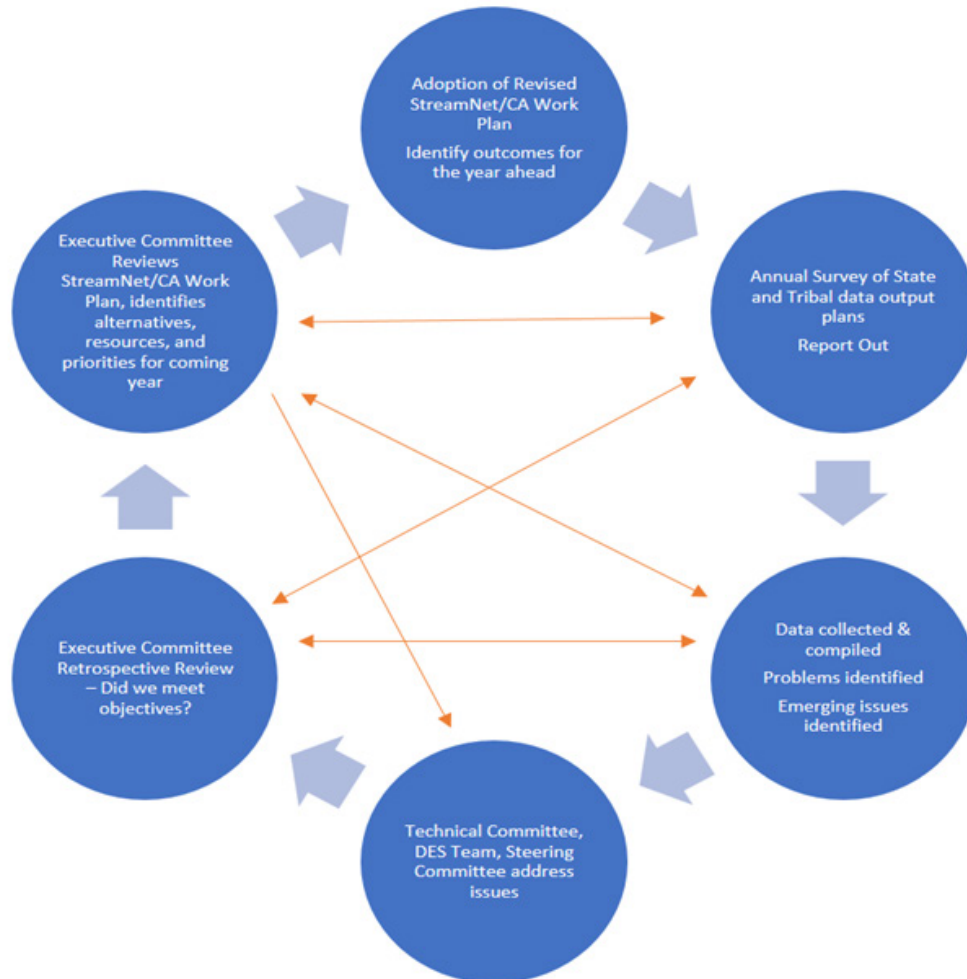 Adoption of Revised
StreamNet/CA Work
Plan
Identify outcomes for
the year ahead
Annual Survey of State
and Tribal data output
plans
Report Out
Data collected & compiled
Problems identified
Emerging issues
identified
Technical Committee,
DES Team, Steering
Committee address
issues
Executive Committee
Retrospective Review
– Did we meet
objectives?
Executive Committee
Reviews
StreamNet/CA Work
Plan, identifies
alternatives,
resources, and
priorities for coming
year